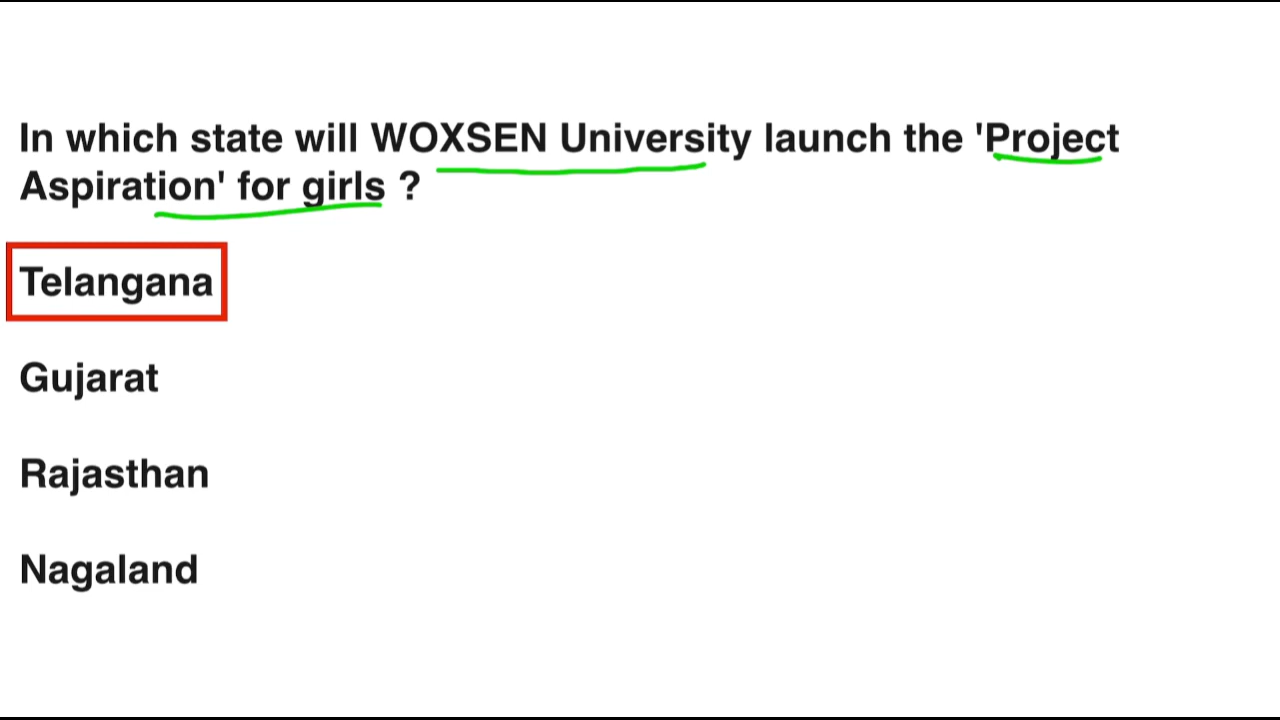 In which state will WOXSEN University launch the 'Project
Aspiration' for girls ?
Telangana
Gujarat
Rajasthan
Nagaland